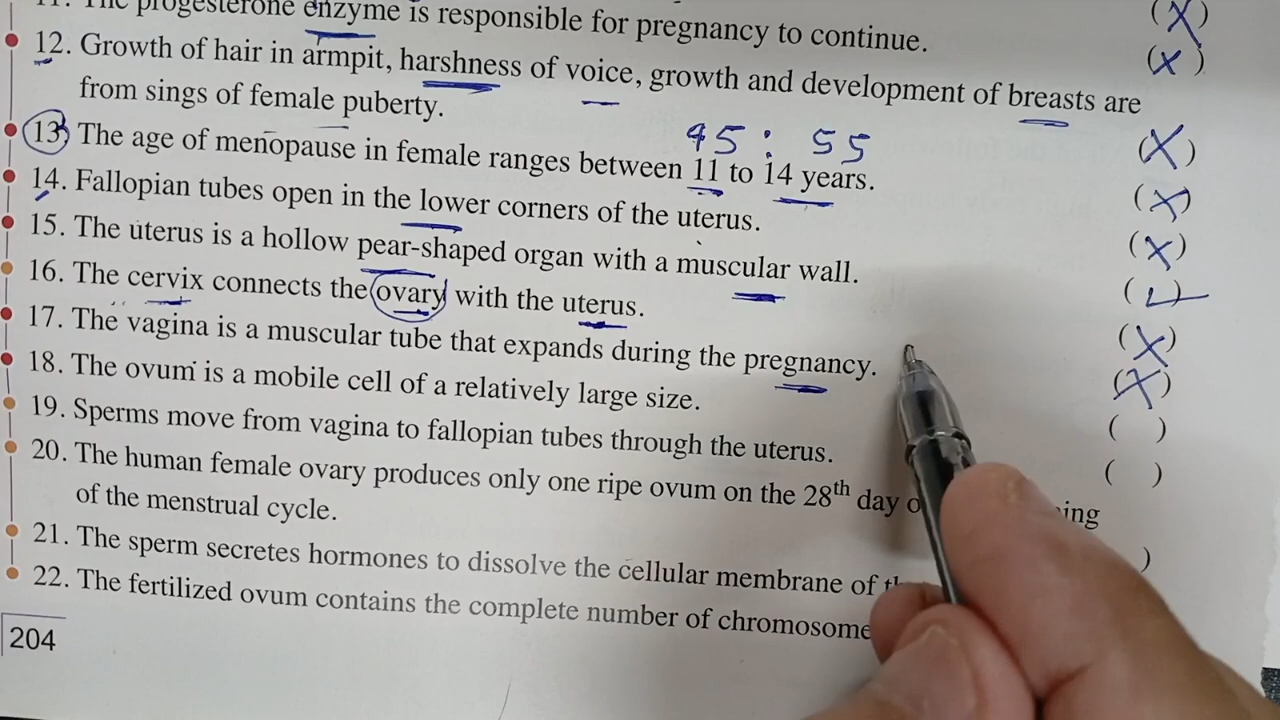 11. The progesterone enzyme is responsible for pregnancy to continue. (X)
12. Growth of hair in armpit, harshness of voice, growth and development of breasts are (x)
from sings of female puberty.
45 : 55
13. The age of menopause in female ranges between 11 to 14 years. (X)
14. Fallopian tubes open in the lower corners of the uterus. (X)
15. The uterus is a hollow pear-shaped organ with a muscular wall. (X)
16. The cervix connects the ovary with the uterus. (✓)
17. The vagina is a muscular tube that expands during the pregnancy. (X)
18. The ovum is a mobile cell of a relatively large size. (X)
19. Sperms move from vagina to fallopian tubes through the uterus. ( )
20. The human female ovary produces only one ripe ovum on the 28th day ( )
of the menstrual cycle.
21. The sperm secretes hormones to dissolve the cellular membrane of )
22. The fertilized ovum contains the complete number of
204